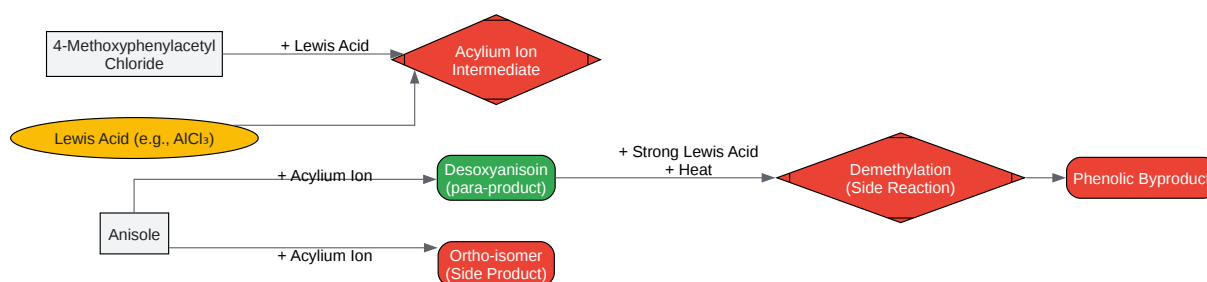 4-Methoxyphenylacetyl
Chloride
+ Lewis Acid
Acylium Ion
Intermediate
Lewis Acid (e.g., AlCl₃)
+ Acylium Ion
Desoxyanisoin
(para-product)
+ Strong Lewis Acid
+ Heat
Demethylation
(Side Reaction)
Phenolic Byproduct
Anisole
+ Acylium Ion
Ortho-isomer
(Side Product)